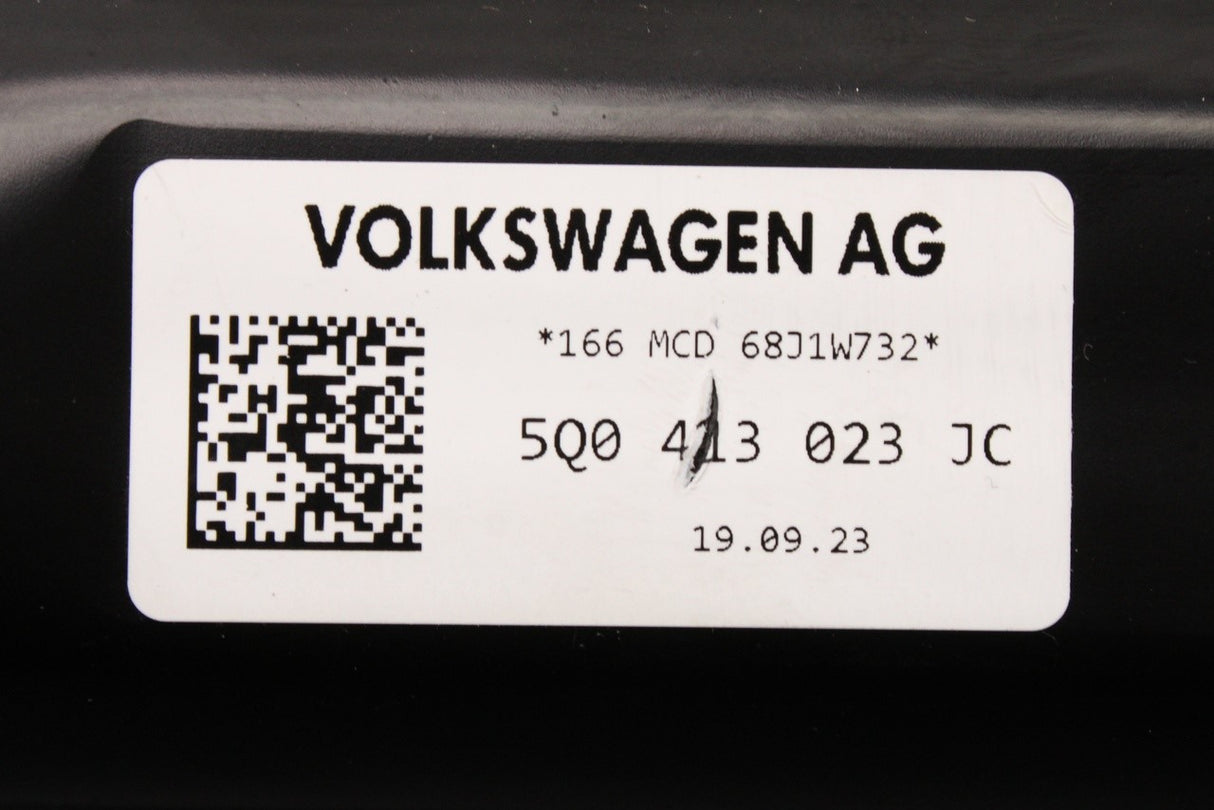 VOLKSWAGEN AG
*166 MCD 68J1W732*
5Q0 413 023 JC
19.09.23